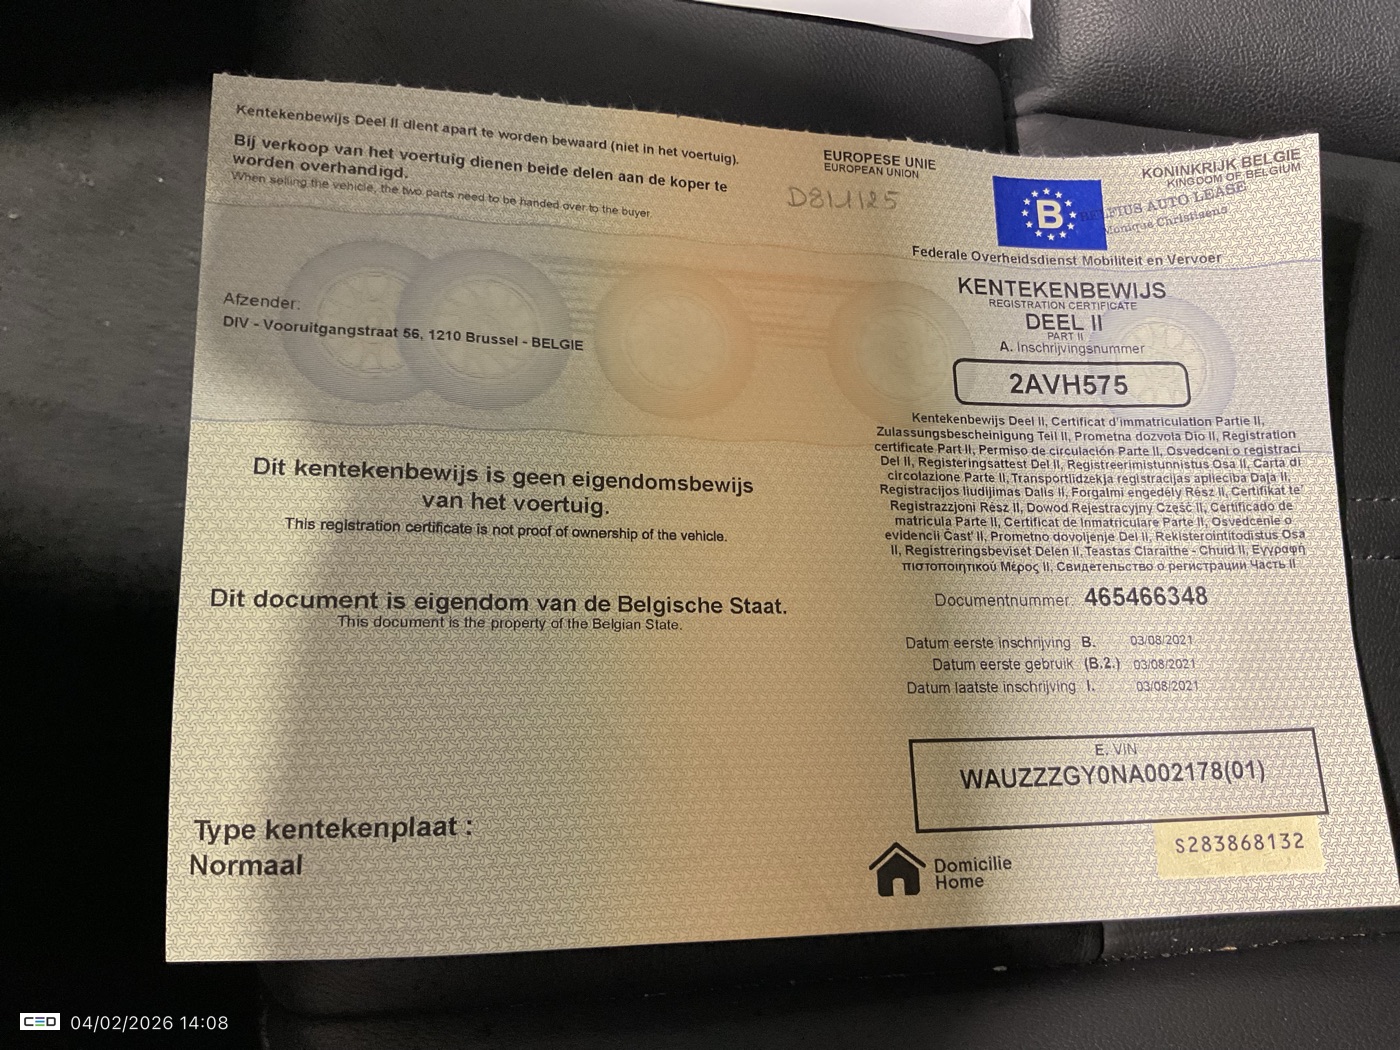 Kentekenbewijs Deel II dient apart te worden bewaard (niet in het voertuig).
Bij verkoop van het voertuig dienen beide delen aan de koper te
worden overhandigd.
When selling the vehicle, the two parts need to be handed over to the buyer.
Afzender:
DIV - Vooruitgangstraat 56, 1210 Brussel - BELGIE
Dit kentekenbewijs is geen eigendomsbewijs
van het voertuig.
This registration certificate is not proof of ownership of the vehicle.
Dit document is eigendom van de Belgische Staat.
This document is the property of the Belgian State.
Type kentekenplaat :
Normaal
EUROPESE UNIE
EUROPEAN UNION
B
KONINKRIJK BELGIE
KINGDOM OF BELGIUM
AUTO LEASE
Monique Christiaens
Federale Overheidsdienst Mobiliteit en Vervoer
KENTEKENBEWIJS
REGISTRATION CERTIFICATE
DEEL II
PART II
A. Inschrijvingsnummer
2AVH575
Kentekenbewijs Deel II, Certificat d'immatriculation Partie II,
Zulassungsbescheinigung Teil II, Prometna dozvola Dio II, Registration
certificate Part II, Permiso de circulación Parte II, Osvedceni o registraci
Del II, Registeringsattest Del II, Registreerimistunnistus Osa II, Carta di
circolazione Parte II, Transportlidzekja registracijas aplieciba Daja II,
Registracijos liudijimas Dalis II, Forgalmi engedély Rész II, Certifikat te'
Registrazzjoni Rész II, Dowod Rejestracyjny Część II, Certificado de
matricula Parte II, Certificat de Inmatriculare Parte II, Osvedcenie o
evidencii Čast' II, Prometno dovoljenje Del II, Rekisterointitodistus Osa
II, Registreringsbeviset Delen II, Teastas Claraithe - Chuid II, Εγγραφη
πιστοποιητικού Μέρος II, Свидетельство о регистрации Часть II
Documentnummer: 465466348
Datum eerste inschrijving B. 03/08/2021
Datum eerste gebruik (B.2.) 03/08/2021
Datum laatste inschrijving I. 03/08/2021
E. VIN
WAUZZZGY0NA002178(01)
S283868132
Domicilie
Home
CED 04/02/2026 14:08